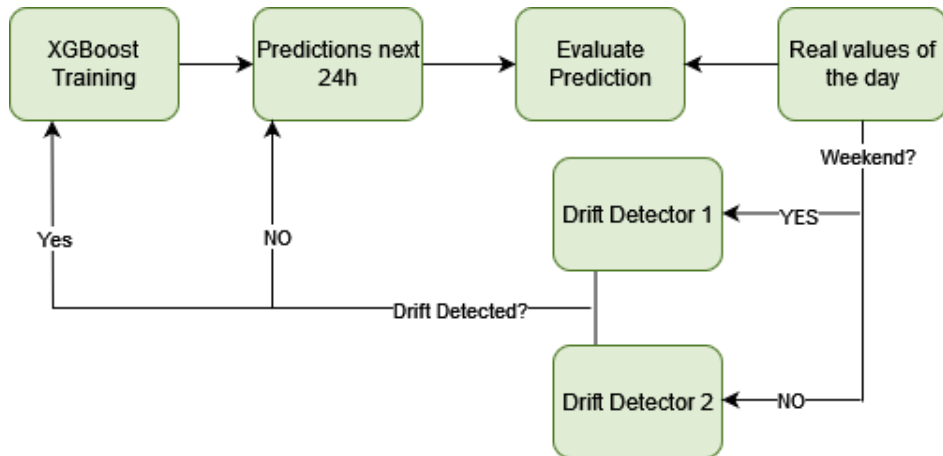 XGBoost
Training
Predictions next
24h
Evaluate
Prediction
Real values of
the day
Weekend?
Drift Detector 1
YES
Yes
NO
Drift Detected?
Drift Detector 2
NO